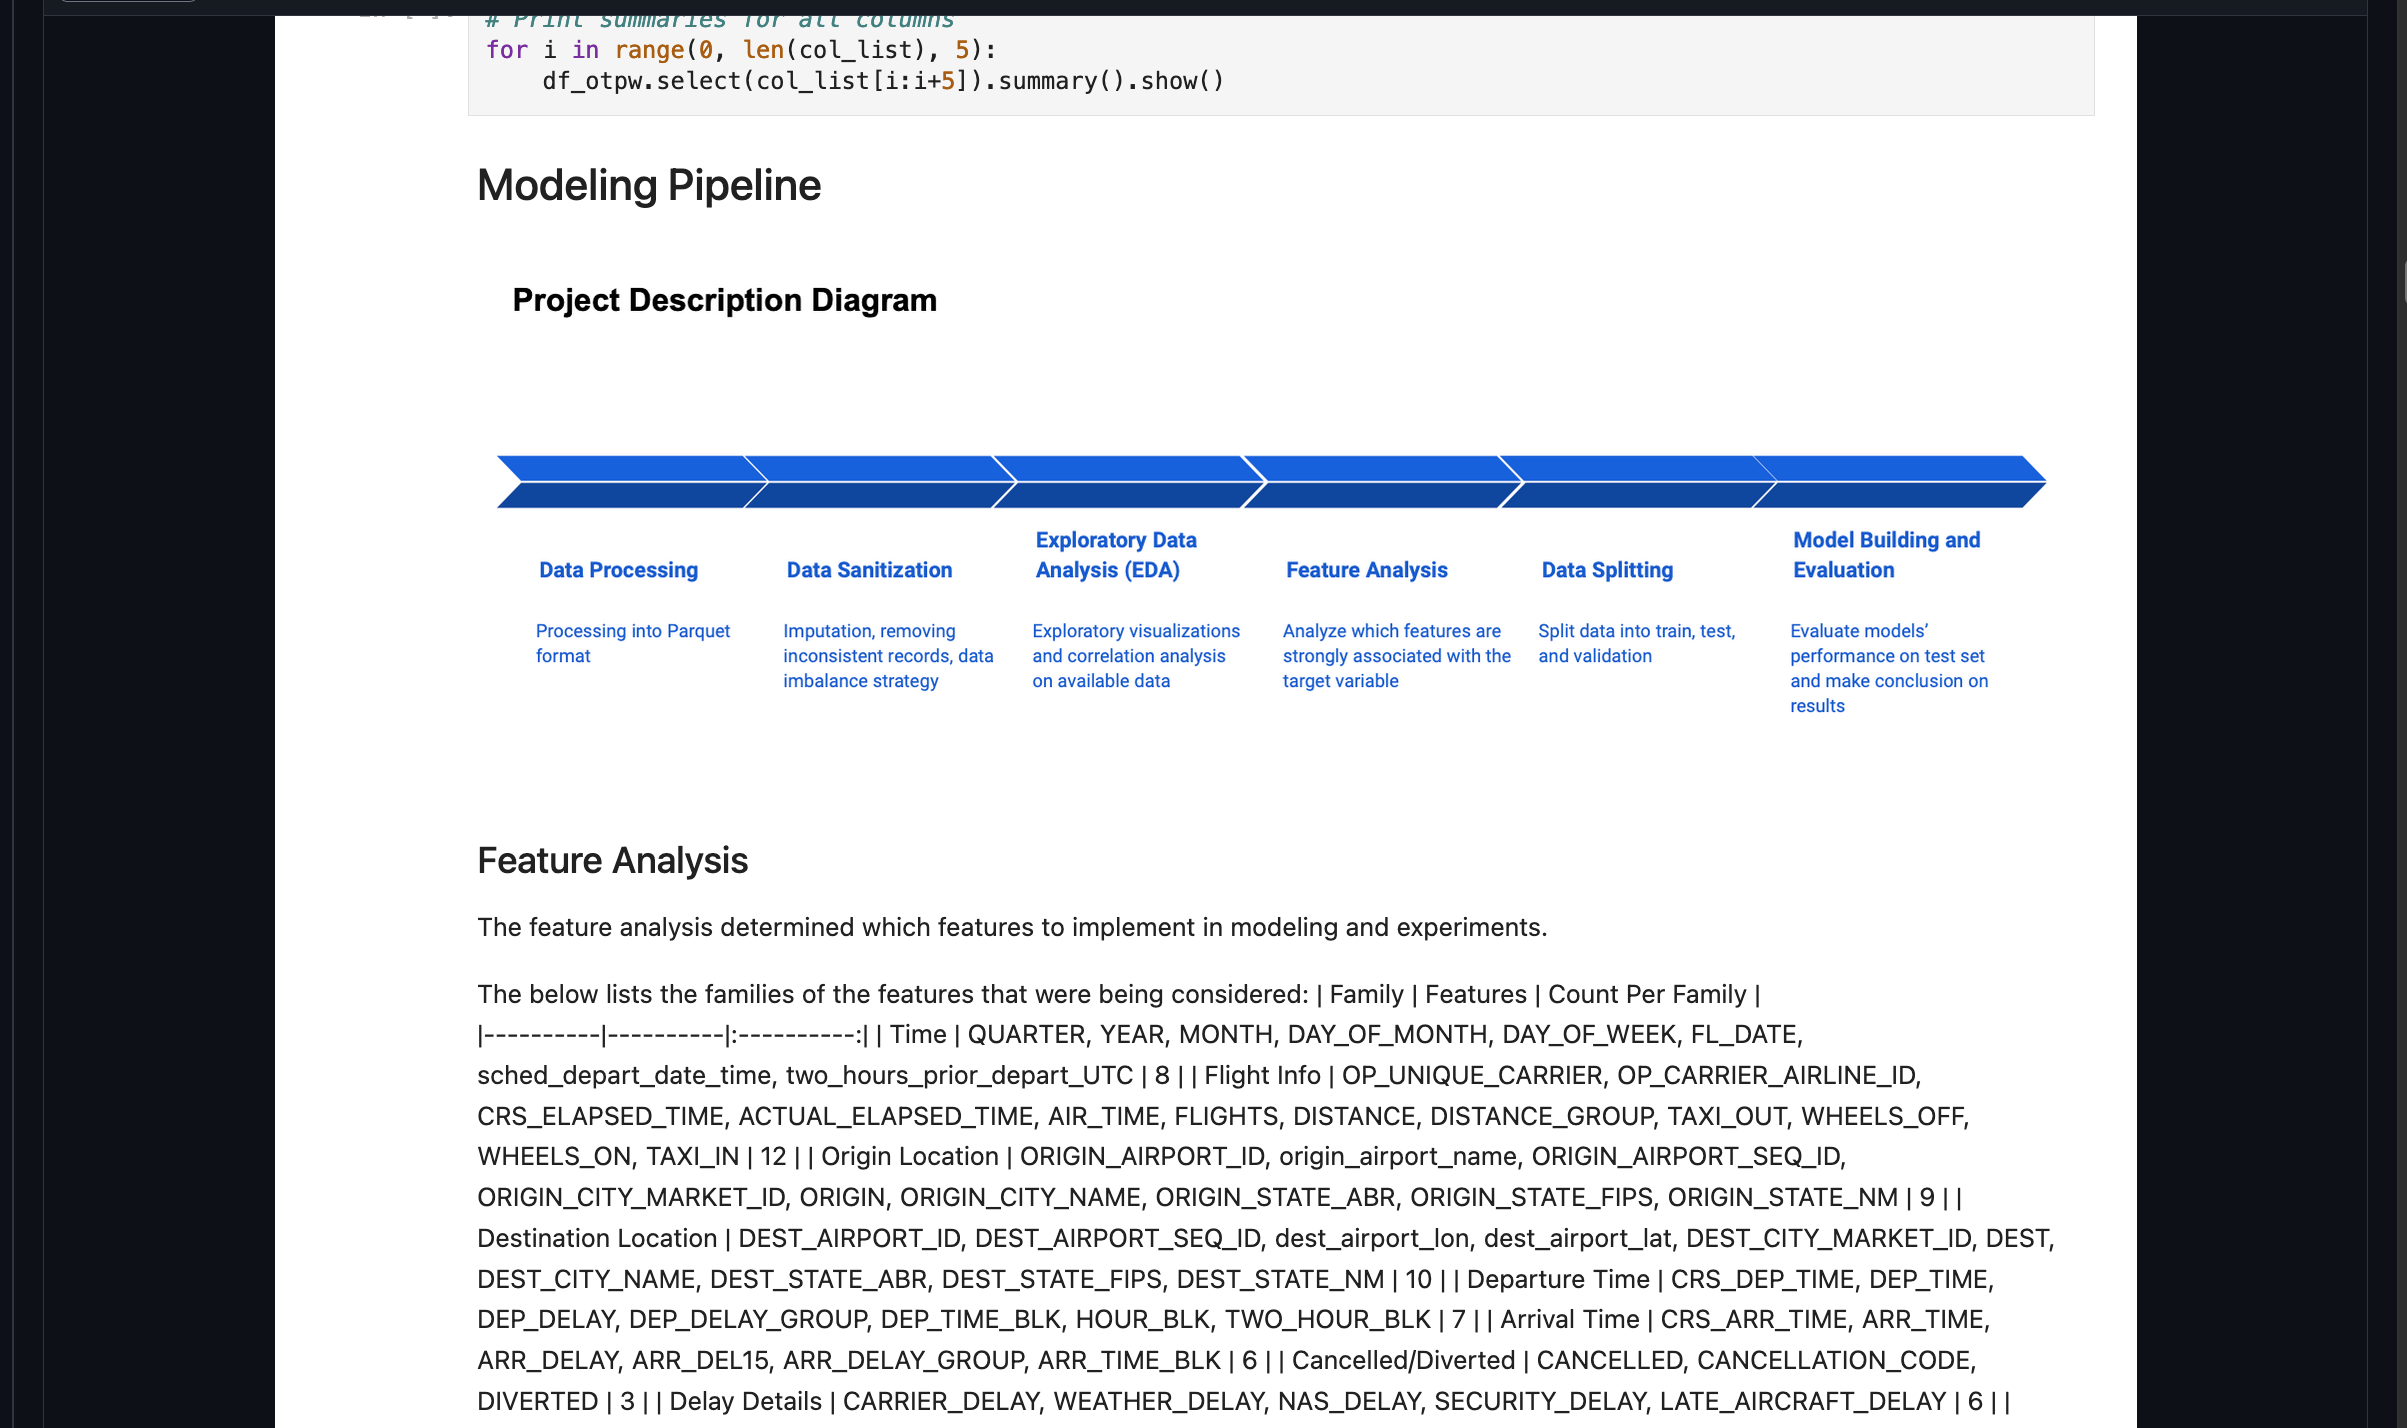 # Print summaries for all columns
for i in range(0, len(col_list), 5):
    df_otpw.select(col_list[i:i+5]).summary().show()
Modeling Pipeline
Project Description Diagram
Data Processing
Processing into Parquet
format
Data Sanitization
Imputation, removing
inconsistent records, data
imbalance strategy
Exploratory Data
Analysis (EDA)
Exploratory visualizations
and correlation analysis
on available data
Feature Analysis
Analyze which features are
strongly associated with the
target variable
Data Splitting
Split data into train, test,
and validation
Model Building and
Evaluation
Evaluate models’
performance on test set
and make conclusion on
results
Feature Analysis
The feature analysis determined which features to implement in modeling and experiments.
The below lists the families of the features that were being considered: | Family | Features | Count Per Family |
|----------|----------|:----------:| | Time | QUARTER, YEAR, MONTH, DAY_OF_MONTH, DAY_OF_WEEK, FL_DATE,
sched_depart_date_time, two_hours_prior_depart_UTC | 8 | | Flight Info | OP_UNIQUE_CARRIER, OP_CARRIER_AIRLINE_ID,
CRS_ELAPSED_TIME, ACTUAL_ELAPSED_TIME, AIR_TIME, FLIGHTS, DISTANCE, DISTANCE_GROUP, TAXI_OUT, WHEELS_OFF,
WHEELS_ON, TAXI_IN | 12 | | Origin Location | ORIGIN_AIRPORT_ID, origin_airport_name, ORIGIN_AIRPORT_SEQ_ID,
ORIGIN_CITY_MARKET_ID, ORIGIN, ORIGIN_CITY_NAME, ORIGIN_STATE_ABR, ORIGIN_STATE_FIPS, ORIGIN_STATE_NM | 9 | |
Destination Location | DEST_AIRPORT_ID, DEST_AIRPORT_SEQ_ID, dest_airport_lon, dest_airport_lat, DEST_CITY_MARKET_ID, DEST,
DEST_CITY_NAME, DEST_STATE_ABR, DEST_STATE_FIPS, DEST_STATE_NM | 10 | | Departure Time | CRS_DEP_TIME, DEP_TIME,
DEP_DELAY, DEP_DELAY_GROUP, DEP_TIME_BLK, HOUR_BLK, TWO_HOUR_BLK | 7 | | Arrival Time | CRS_ARR_TIME, ARR_TIME,
ARR_DELAY, ARR_DEL15, ARR_DELAY_GROUP, ARR_TIME_BLK | 6 | | Cancelled/Diverted | CANCELLED, CANCELLATION_CODE,
DIVERTED | 3 | | Delay Details | CARRIER_DELAY, WEATHER_DELAY, NAS_DELAY, SECURITY_DELAY, LATE_AIRCRAFT_DELAY | 6 | |